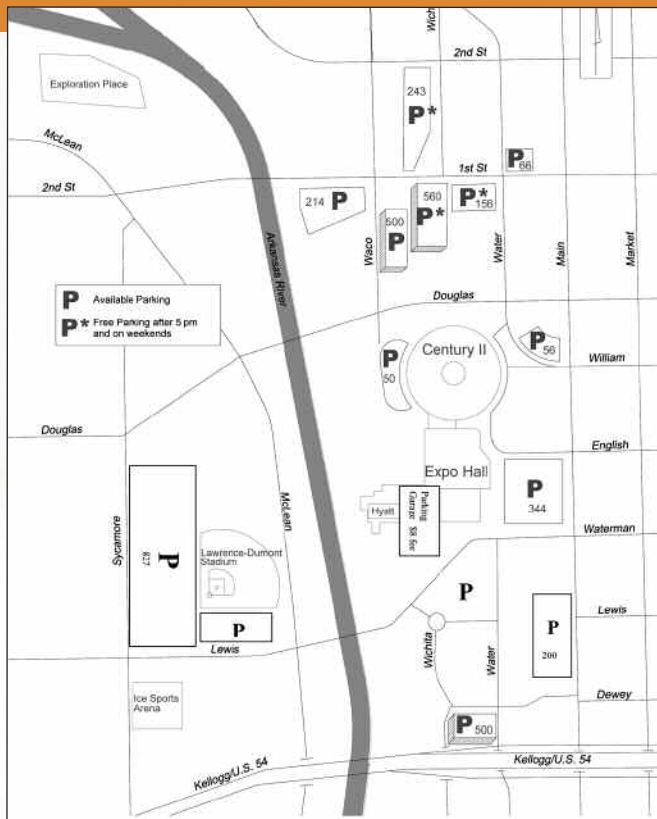 Wich
2nd St
Exploration Place
243
P*
McLean
1st St
P 66
2nd St
214 P
560
P*
P*
156
500
P
Arkansas River
Waco
Water
Main
Market
P Available Parking
P* Free Parking after 5 pm
and on weekends
Douglas
Century II
P
50
P
56
William
Douglas
English
Expo Hall
P
344
Hyatt
Parking
Garage $8 fee
Waterman
Sycamore
827
P
McLean
Lawrence-Dumont
Stadium
P
Lewis
P
Wichita
Water
P
200
Lewis
Dewey
Ice Sports
Arena
P 500
Kellogg/U.S. 54
Kellogg/U.S. 54